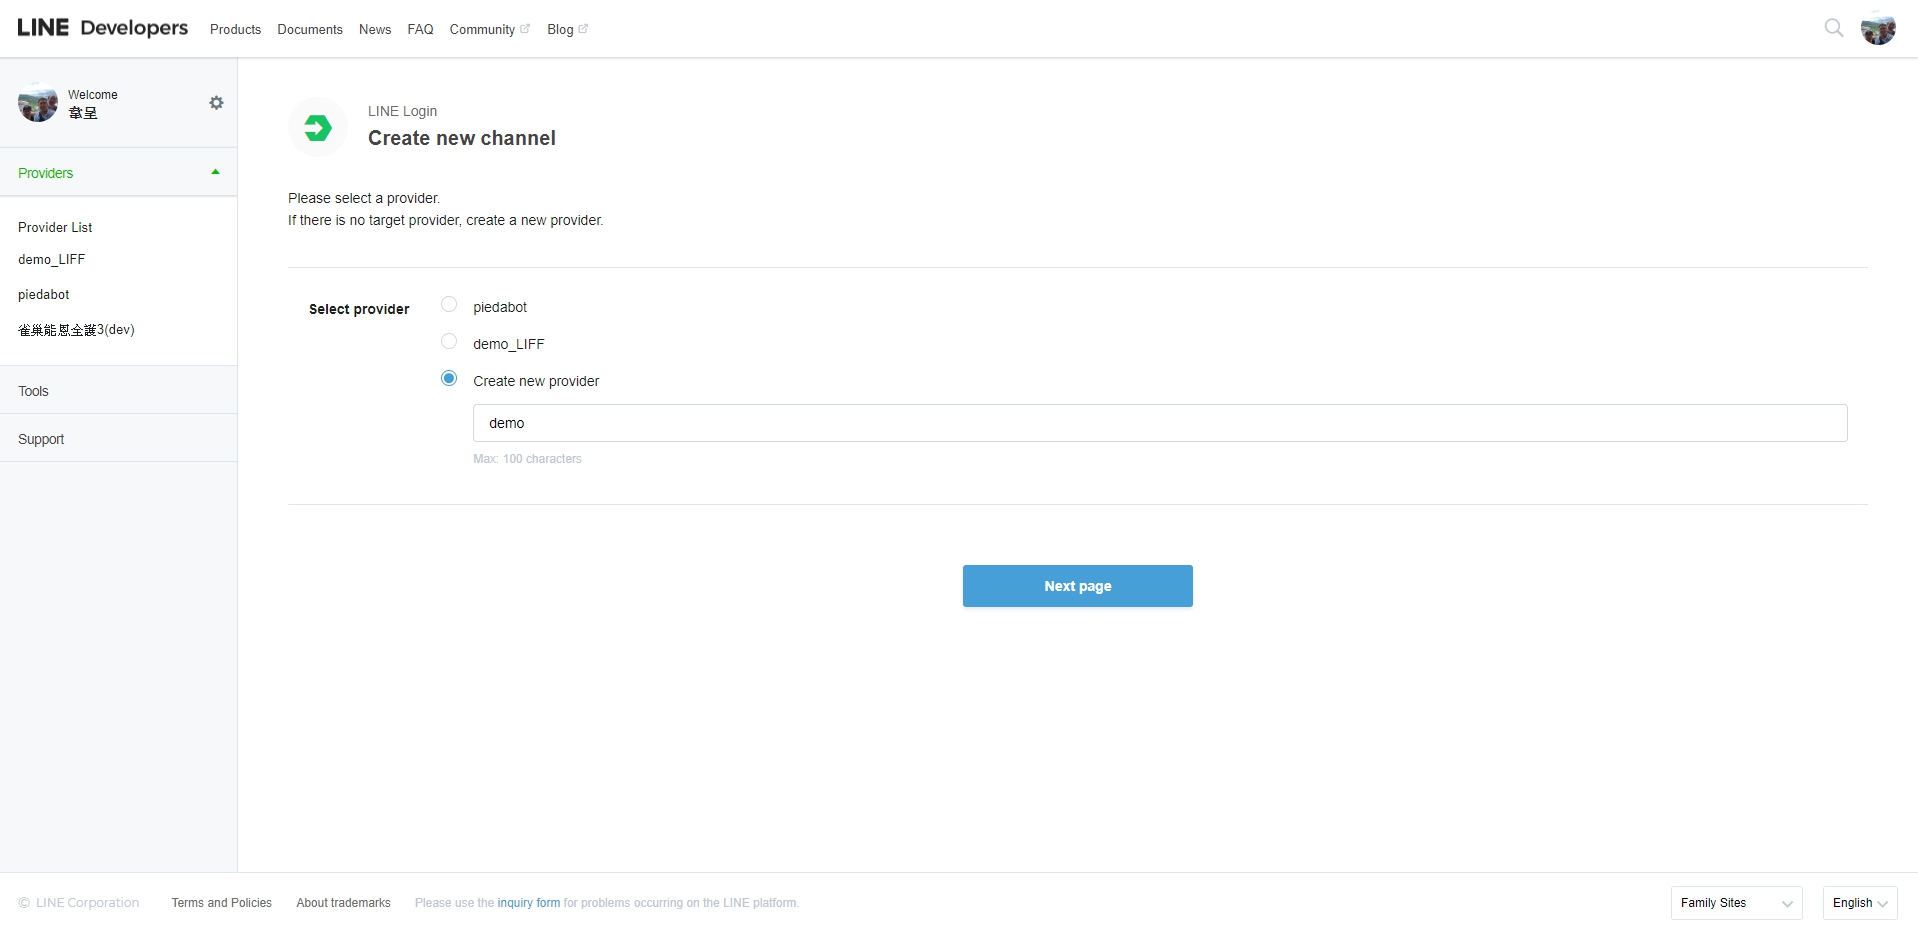 LINE Developers Products Documents News FAQ Community Blog
Welcome
韋呈
Providers
Provider List
demo_LIFF
piedabot
雀巢能恩全護3(dev)
Tools
Support
LINE Login
Create new channel
Please select a provider.
If there is no target provider, create a new provider.
Select provider
piedabot
demo_LIFF
Create new provider
demo
Max: 100 characters
Next page
© LINE Corporation Terms and Policies About trademarks Please use the inquiry form for problems occurring on the LINE platform. Family Sites English